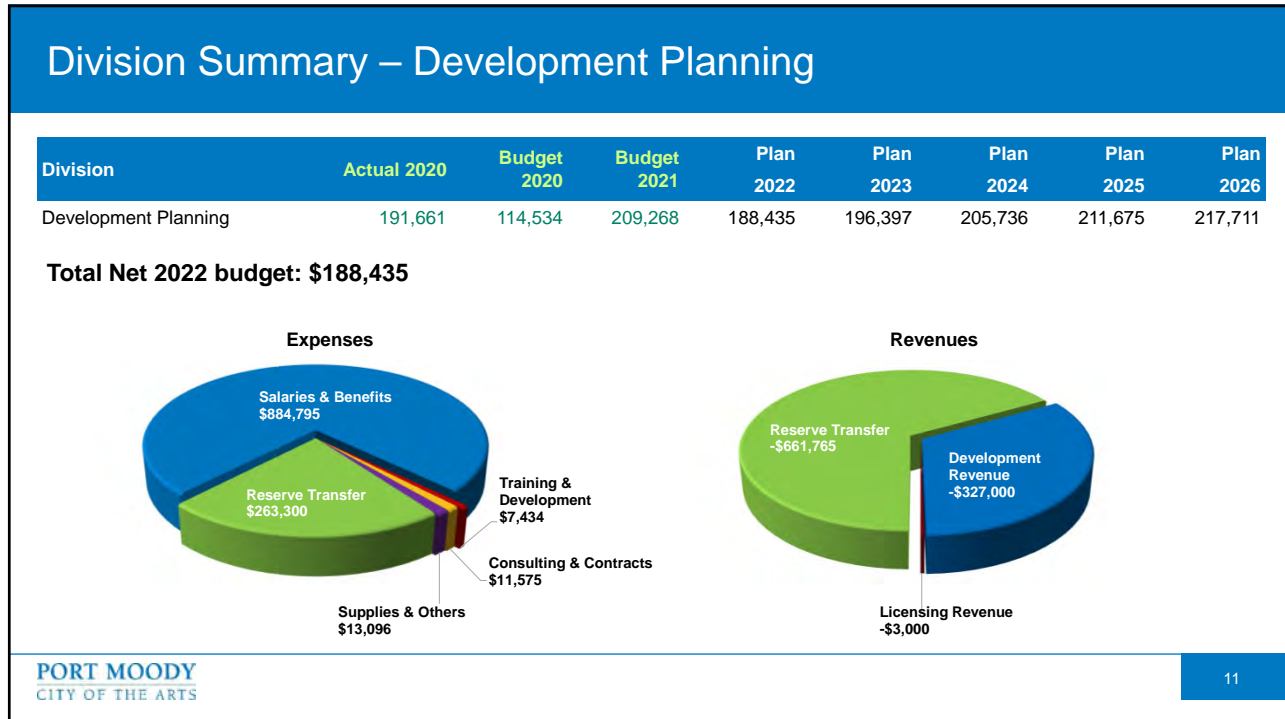 Division Summary – Development Planning
Division Actual 2020 Budget 2020 Budget 2021 Plan 2022 Plan 2023 Plan 2024 Plan 2025 Plan 2026
Development Planning 191,661 114,534 209,268 188,435 196,397 205,736 211,675 217,711
Total Net 2022 budget: $188,435
Expenses
Salaries & Benefits
$884,795
Reserve Transfer
$263,300
Training &
Development
$7,434
Consulting & Contracts
$11,575
Supplies & Others
$13,096
Revenues
Reserve Transfer
-$661,765
Development
Revenue
-$327,000
Licensing Revenue
-$3,000
PORT MOODY
CITY OF THE ARTS
11